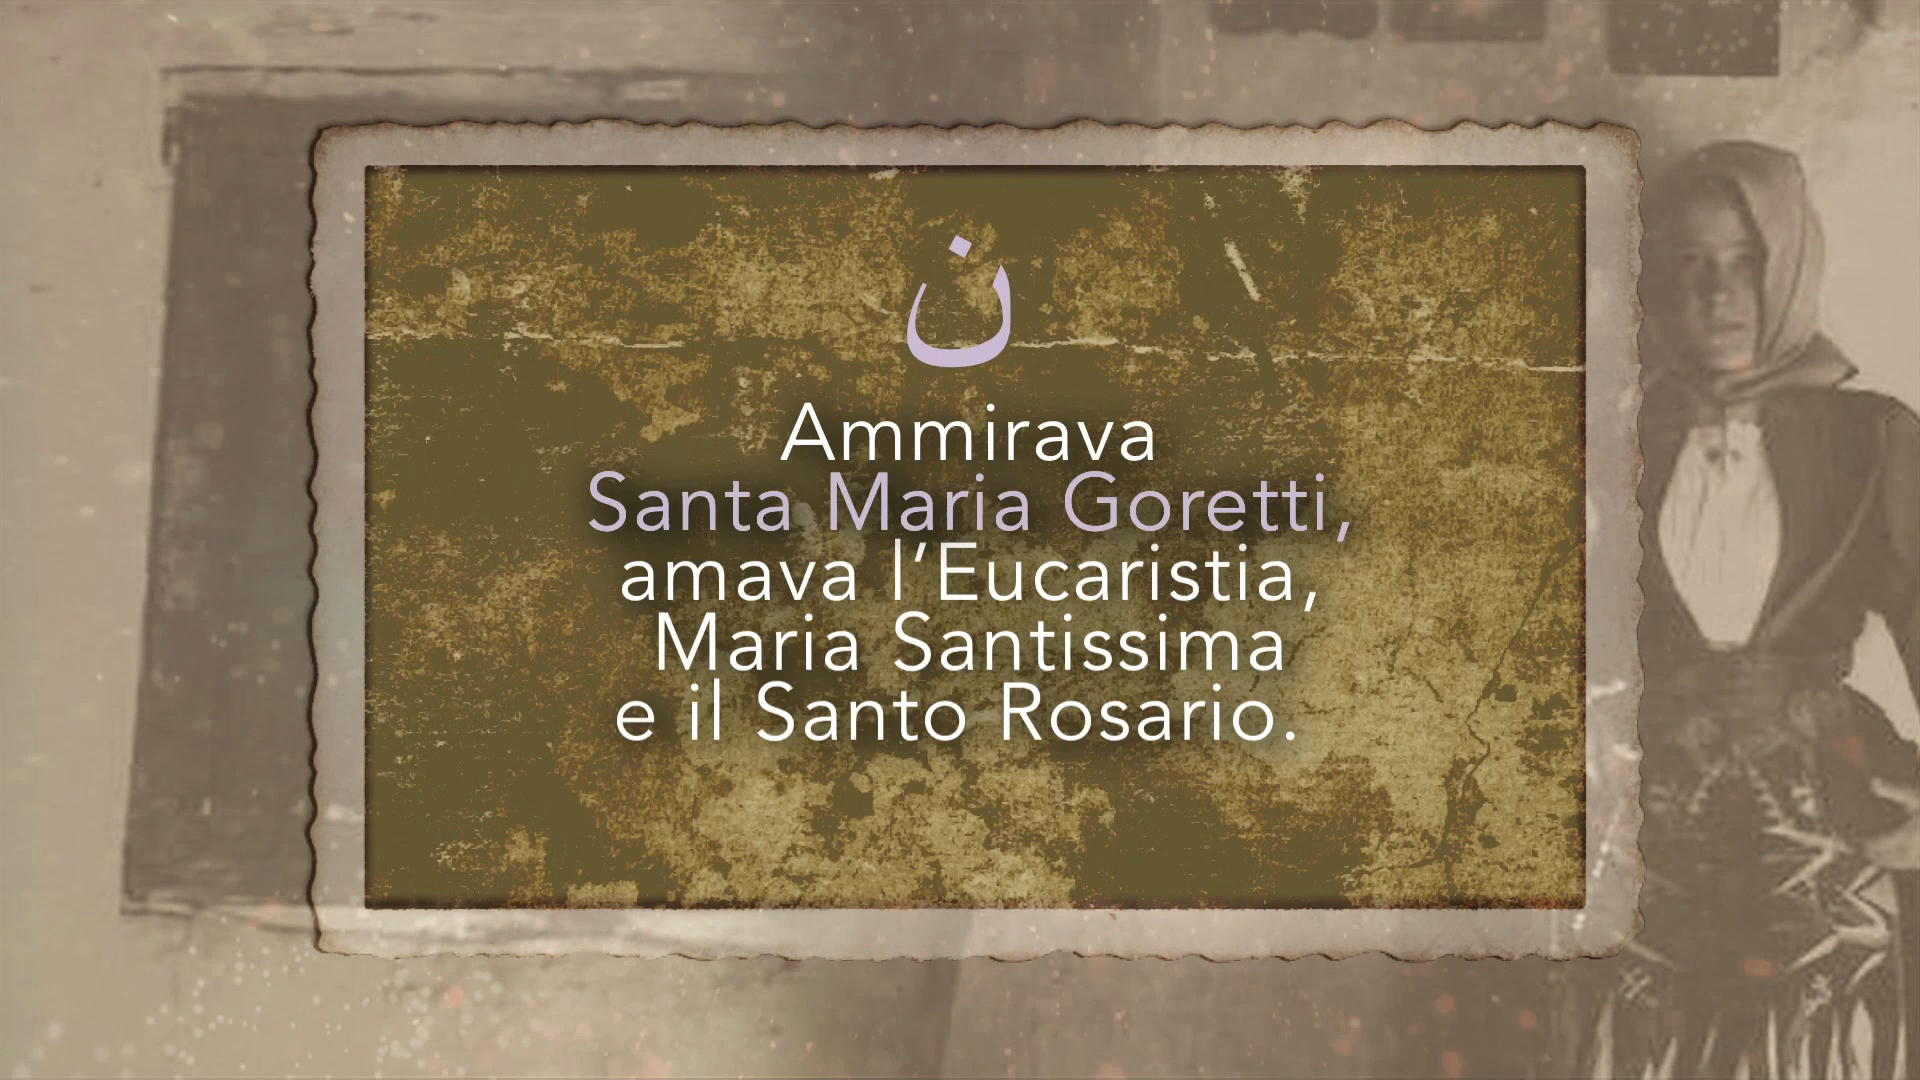 ن
Ammirava
Santa Maria Goretti,
amava l’Eucaristia,
Maria Santissima
e il Santo Rosario.